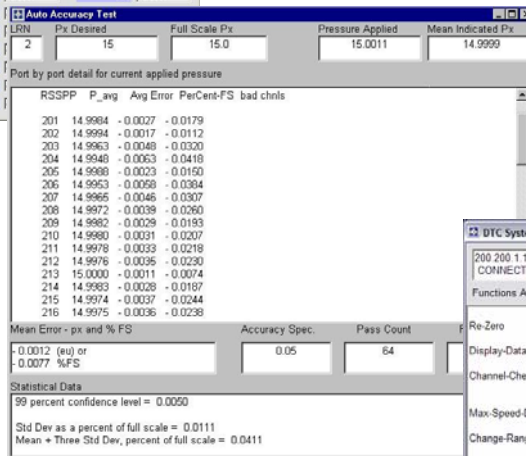 Auto Accuracy Test
LRN Px Desired Full Scale Px Pressure Applied Mean Indicated Px
2 15 15.0 15.0011 14.9999
Port by port detail for current applied pressure
RSSPP P_avg Avg Error PerCent-FS bad chnls
201 14.9984 - 0.0027 - 0.0179
202 14.9994 - 0.0017 - 0.0112
203 14.9963 - 0.0048 - 0.0320
204 14.9948 - 0.0063 - 0.0418
205 14.9988 - 0.0023 - 0.0150
206 14.9953 - 0.0058 - 0.0384
207 14.9965 - 0.0046 - 0.0307
208 14.9972 - 0.0039 - 0.0260
209 14.9982 - 0.0029 - 0.0193
210 14.9980 - 0.0031 - 0.0207
211 14.9978 - 0.0033 - 0.0218
212 14.9976 - 0.0035 - 0.0230
213 15.0000 - 0.0011 - 0.0074
214 14.9983 - 0.0028 - 0.0187
215 14.9974 - 0.0037 - 0.0244
216 14.9975 - 0.0036 - 0.0238
Mean Error - px and % FS Accuracy Spec. Pass Count F
- 0.0012 (eu) or
- 0.0077 %FS
0.05 64
Statistical Data
99 percent confidence level = 0.0050
Std Dev as a percent of full scale = 0.0111
Mean + Three Std Dev, percent of full scale = 0.0411
DTC Syste
200.200.1.1
CONNECT
Functions A
Re-Zero
Display-Data
Channel-Che
Max-Speed-D
Change-Rang